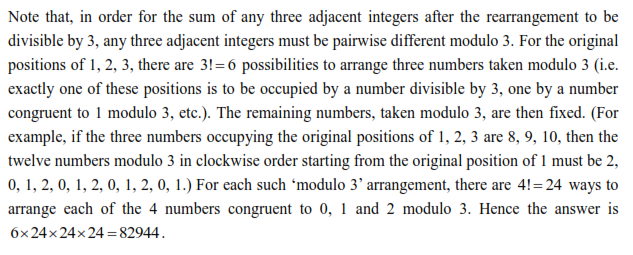 Note that, in order for the sum of any three adjacent integers after the rearrangement to be
divisible by 3, any three adjacent integers must be pairwise different modulo 3. For the original
positions of 1, 2, 3, there are 3!=6 possibilities to arrange three numbers taken modulo 3 (i.e.
exactly one of these positions is to be occupied by a number divisible by 3, one by a number
congruent to 1 modulo 3, etc.). The remaining numbers, taken modulo 3, are then fixed. (For
example, if the three numbers occupying the original positions of 1, 2, 3 are 8, 9, 10, then the
twelve numbers modulo 3 in clockwise order starting from the original position of 1 must be 2,
0, 1, 2, 0, 1, 2, 0, 1, 2, 0, 1.) For each such ‘modulo 3’ arrangement, there are 4!=24 ways to
arrange each of the 4 numbers congruent to 0, 1 and 2 modulo 3. Hence the answer is
6×24×24×24=82944.